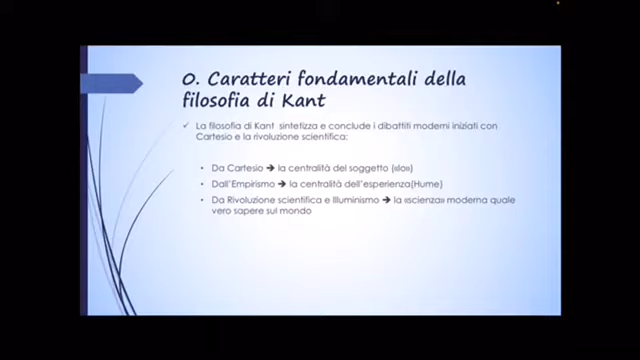 0. Caratteri fondamentali della
filosofia di Kant
✓ La filosofia di Kant sintetizza e conclude i dibattiti moderni iniziati con
Cartesio e la rivoluzione scientifica:
• Da Cartesio ➔ la centralità del soggetto («Io»)
• Dall'Empirismo ➔ la centralità dell'esperienza(Hume)
• Da Rivoluzione scientifica e Illuminismo ➔ la «scienza» moderna quale
vero sapere sul mondo